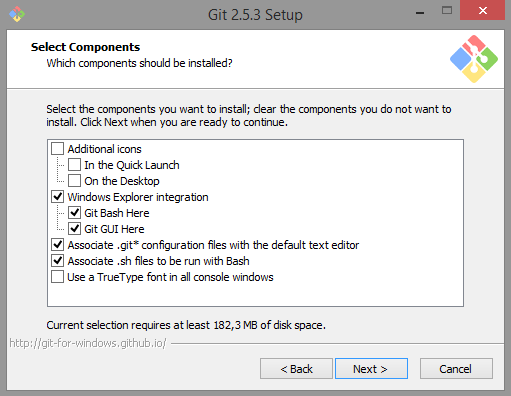 Git 2.5.3 Setup
Select Components
Which components should be installed?
Select the components you want to install; clear the components you do not want to
install. Click Next when you are ready to continue.
Additional icons
In the Quick Launch
On the Desktop
Windows Explorer integration
Git Bash Here
Git GUI Here
Associate .git* configuration files with the default text editor
Associate .sh files to be run with Bash
Use a TrueType font in all console windows
Current selection requires at least 182,3 MB of disk space.
http://git-for-windows.github.io/
< Back
Next >
Cancel